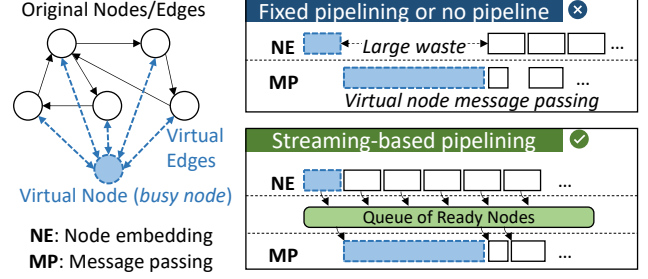 Original Nodes/Edges
Virtual
Edges
Virtual Node (busy node)
NE: Node embedding
MP: Message passing
Fixed pipelining or no pipeline
NE
Large waste
...
MP
...
Virtual node message passing
Streaming-based pipelining
NE
...
Queue of Ready Nodes
MP
...